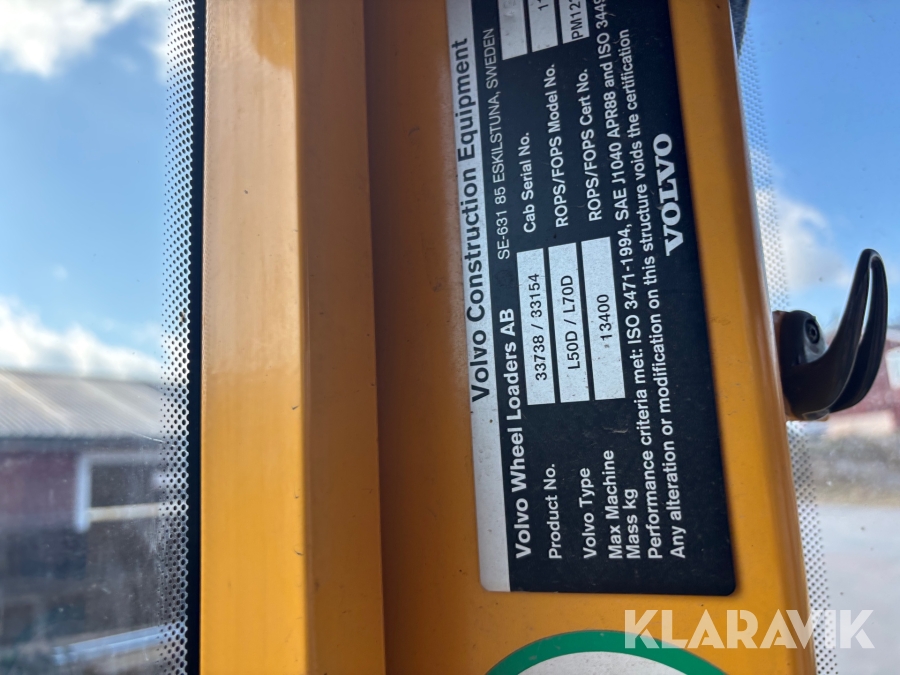 Volvo Construction Equipment
Volvo Wheel Loaders AB SE-631 85 ESKILSTUNA, SWEDEN
Product No. 33738 / 33154 Cab Serial No.
Volvo Type L50D / L70D ROPS/FOPS Model No.
Max Machine Mass kg 13400 ROPS/FOPS Cert No.
Performance criteria met: ISO 3471-1994, SAE J1040 APR88 and ISO
Any alteration or modification on this structure voids the certification
VOLVO
KLARAVIK